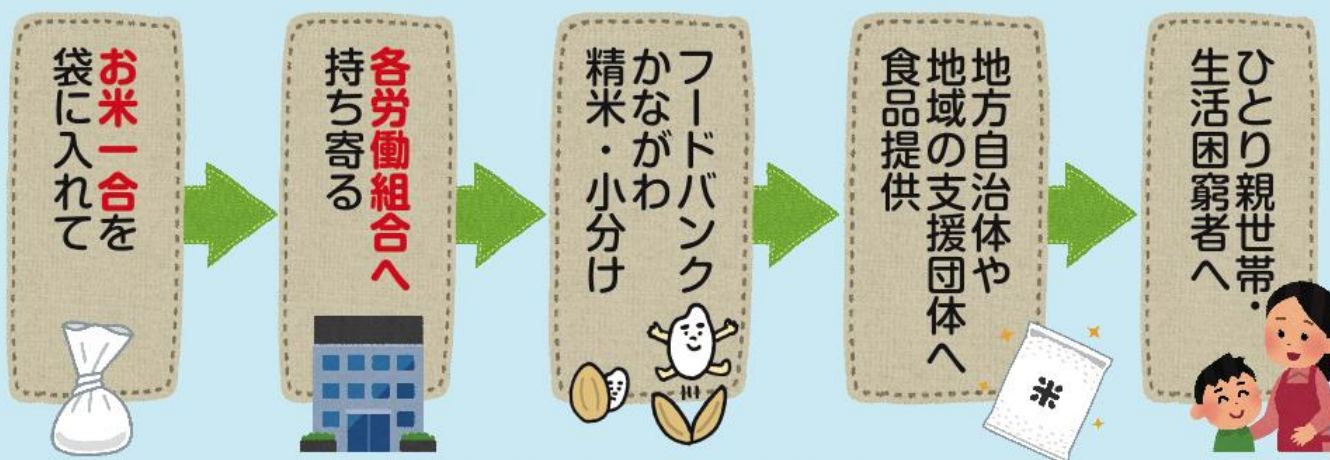 お米一合を
袋に入れて
各労働組合へ
持ち寄る
フードバンク
かながわ
精米・小分け
地方自治体や
地域の支援団体へ
食品提供
米
ひとり親世帯・
生活困窮者へ